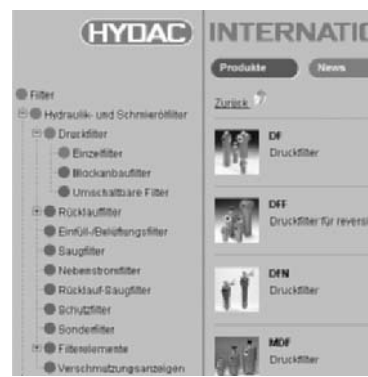 HYDAC INTERNATIO
Produkte News
Zurück
Filter
Hydraulik- und Schmierölfilter
Druckfilter
Einzelfilter
Blockanbaufilter
Umschaltbare Filter
Rücklauffilter
Einfüll-/Belüftungsfilter
Saugfilter
Nebenstromfilter
Rücklauf-Saugfilter
Schutzfilter
Sonderfilter
Filterelemente
Verschmutzungsanzeigen
DF
Druckfilter
DFF
Druckfilter für reversi
DFN
Druckfilter
MDF
Druckfilter